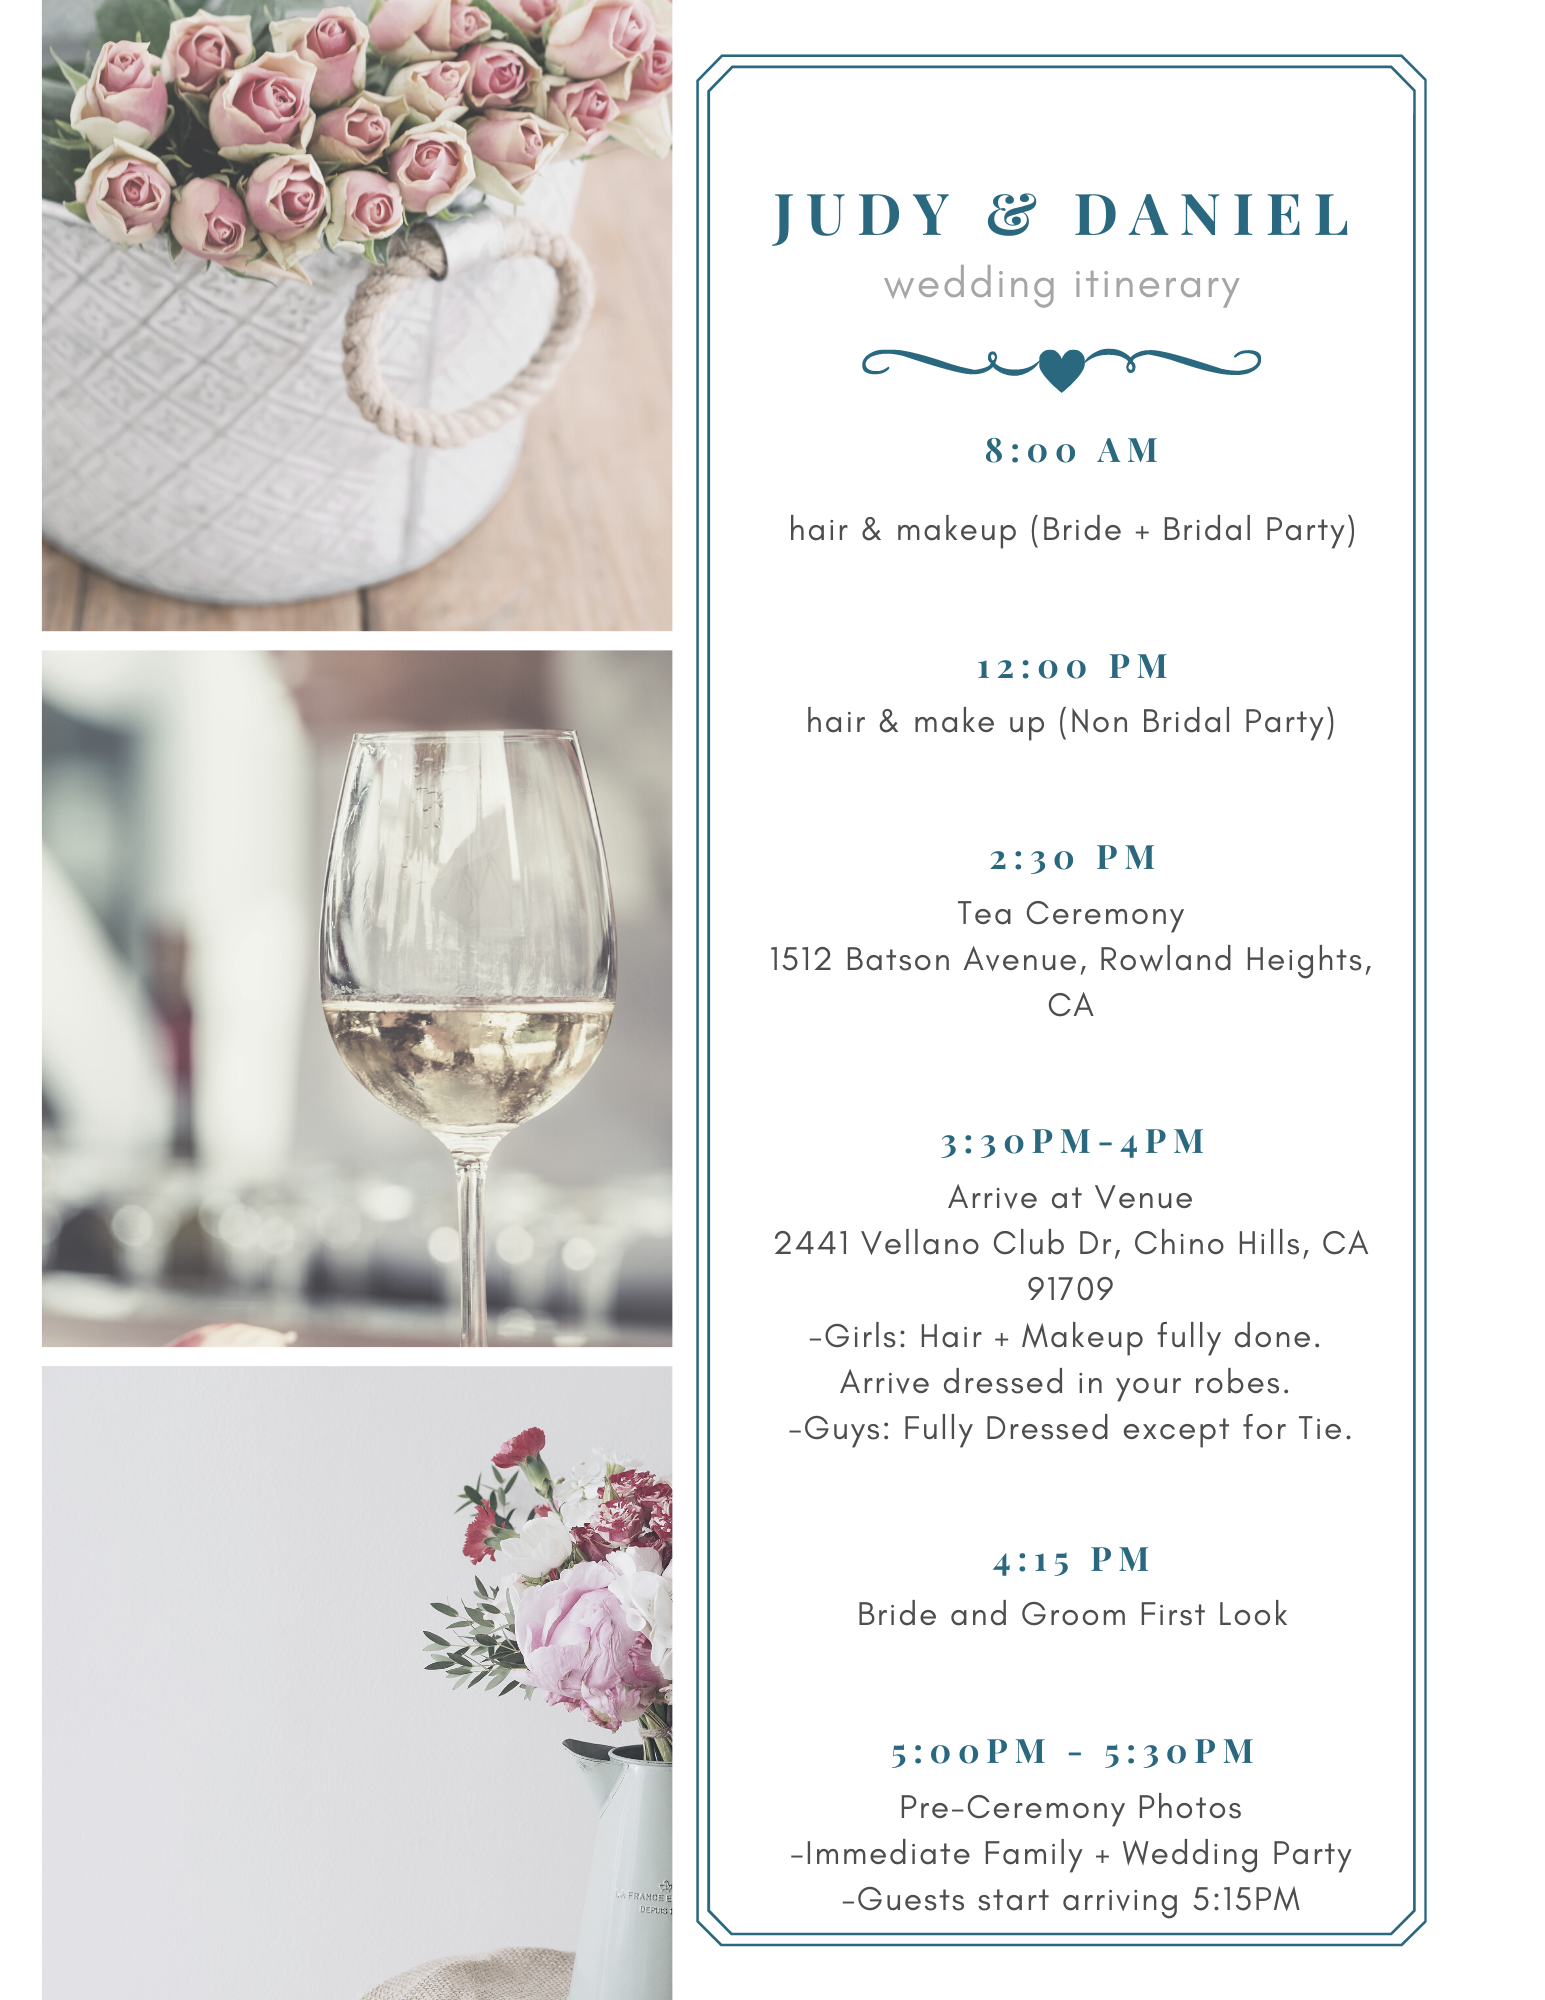 JUDY & DANIEL
wedding itinerary
8:00 AM
hair & makeup (Bride + Bridal Party)
12:00 PM
hair & make up (Non Bridal Party)
2:30 PM
Tea Ceremony
1512 Batson Avenue, Rowland Heights,
CA
3:30PM-4PM
Arrive at Venue
2441 Vellano Club Dr, Chino Hills, CA
91709
-Girls: Hair + Makeup fully done.
Arrive dressed in your robes.
-Guys: Fully Dressed except for Tie.
4:15 PM
Bride and Groom First Look
5:00PM - 5:30PM
Pre-Ceremony Photos
-Immediate Family + Wedding Party
-Guests start arriving 5:15PM
FRANCE
DEPUIS